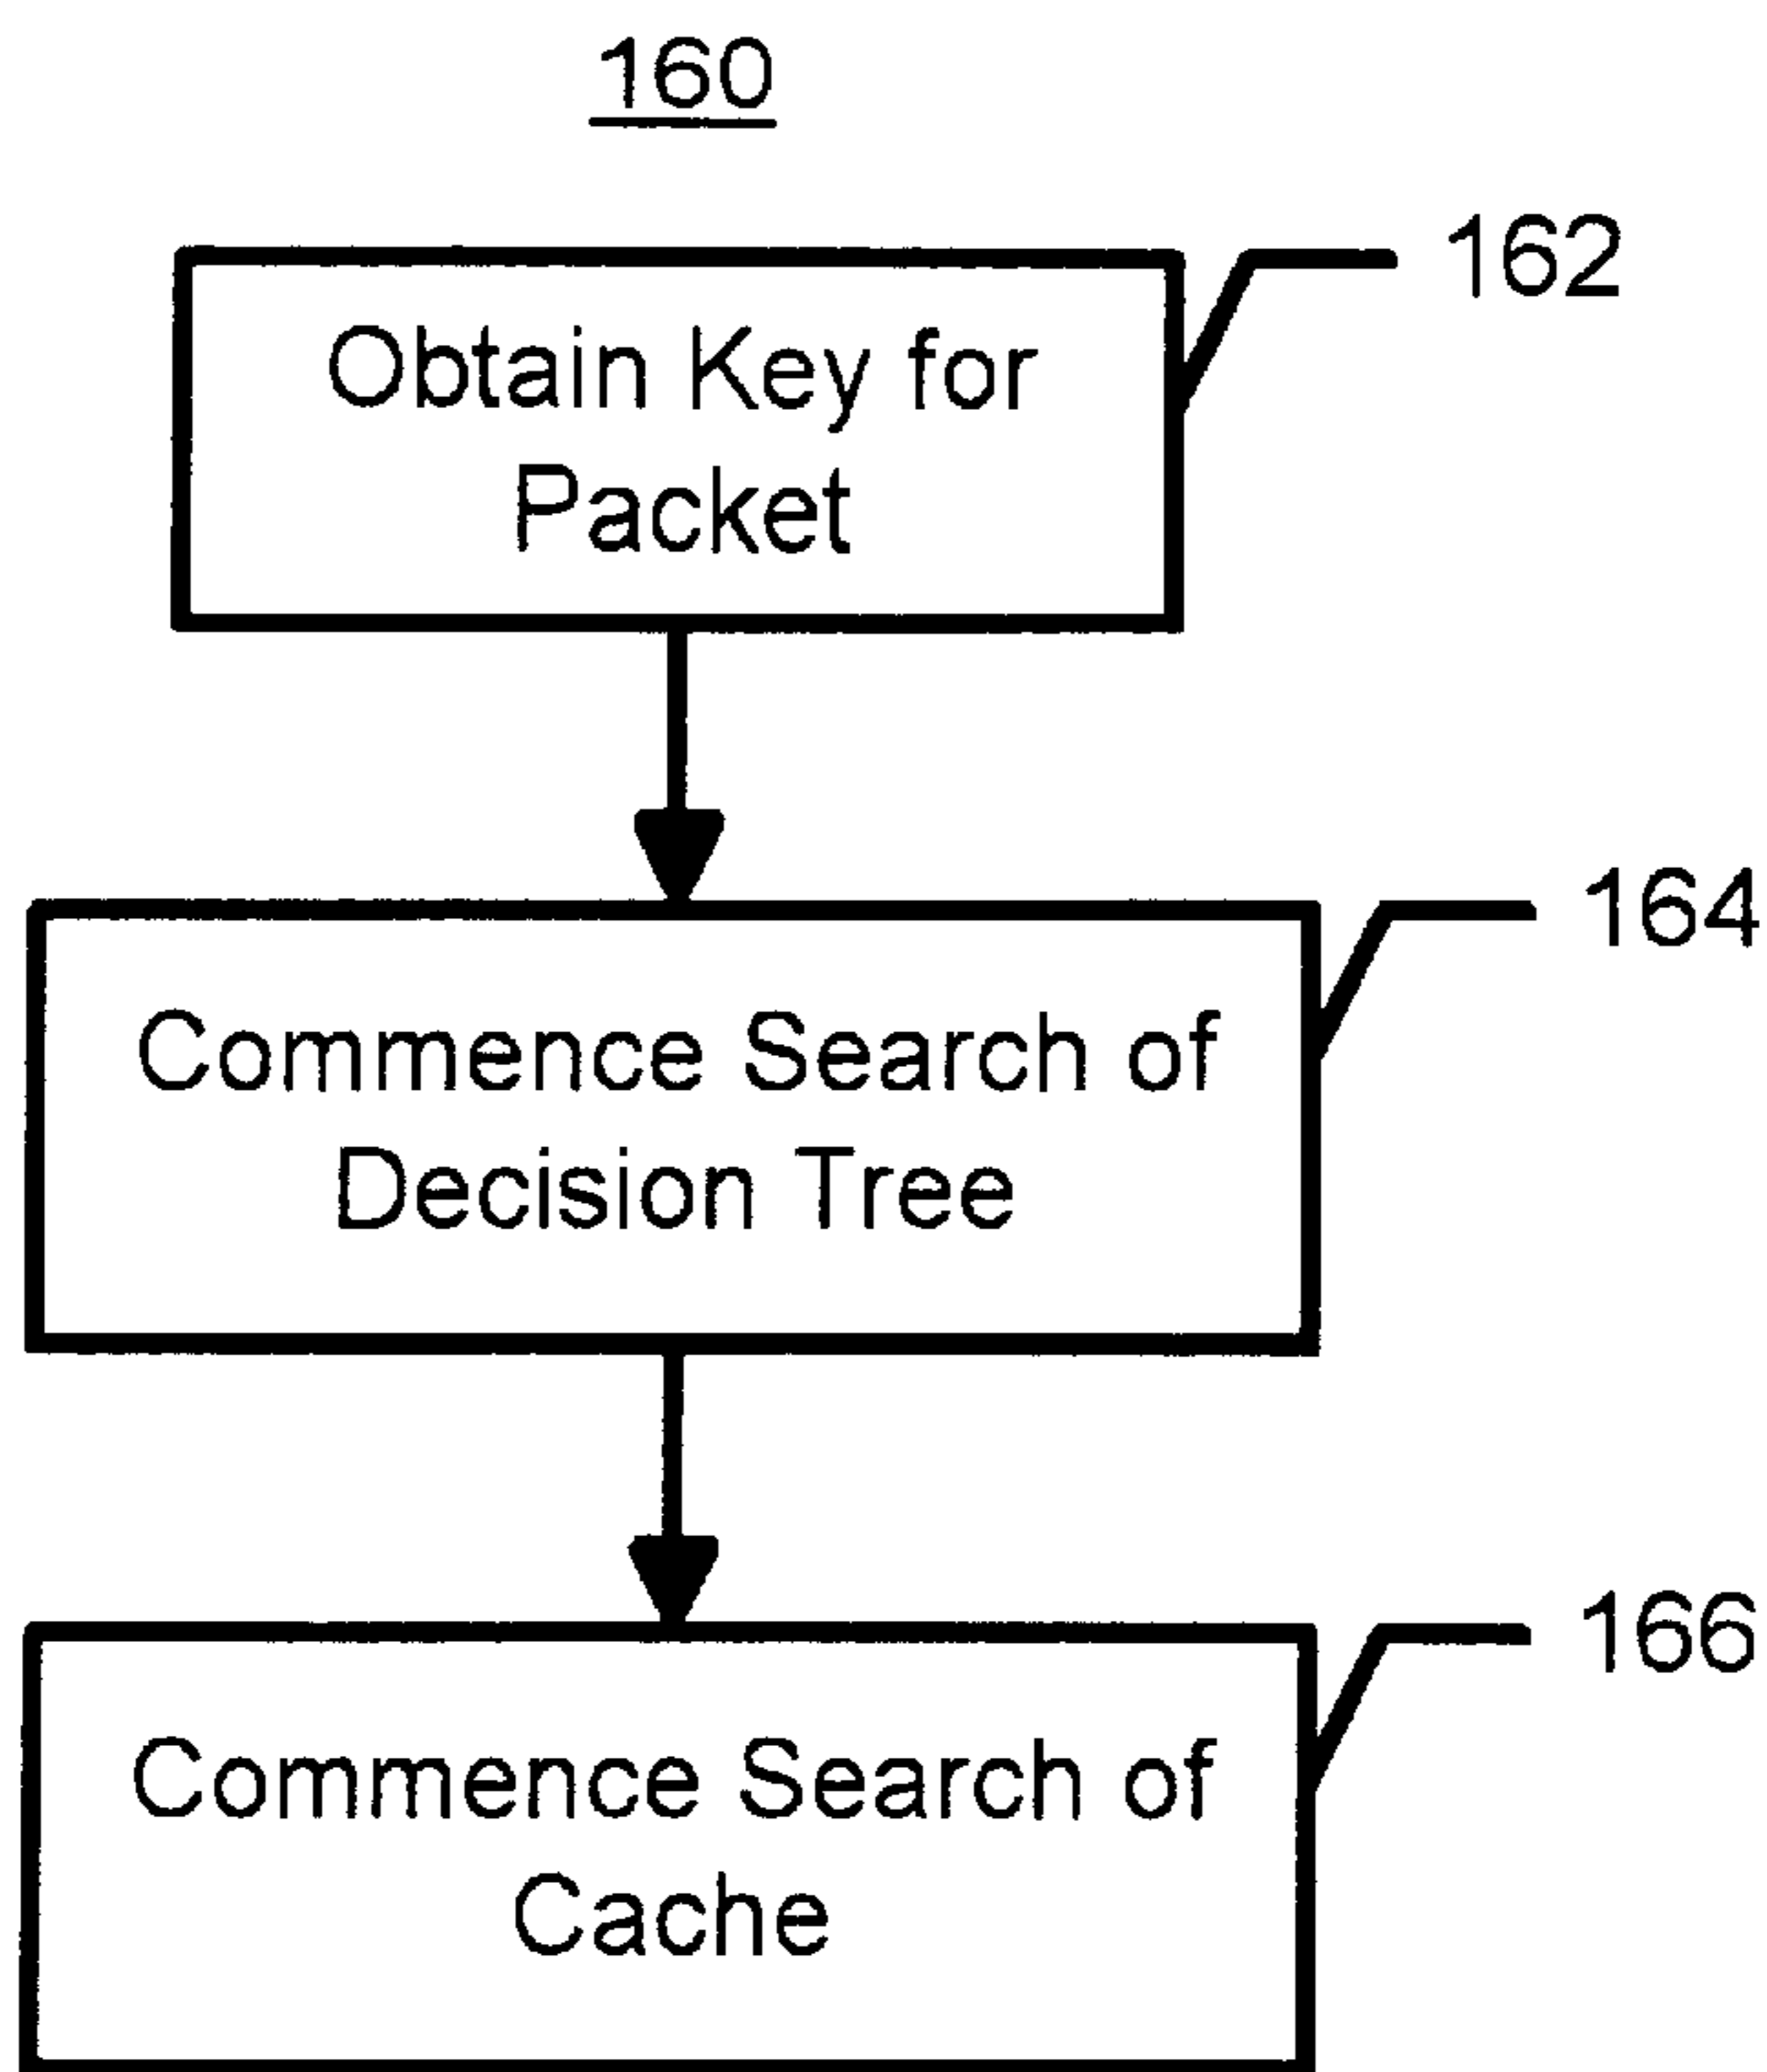 160
162
Obtain Key for
Packet
164
Commence Search of
Decision Tree
166
Commence Search of
Cache